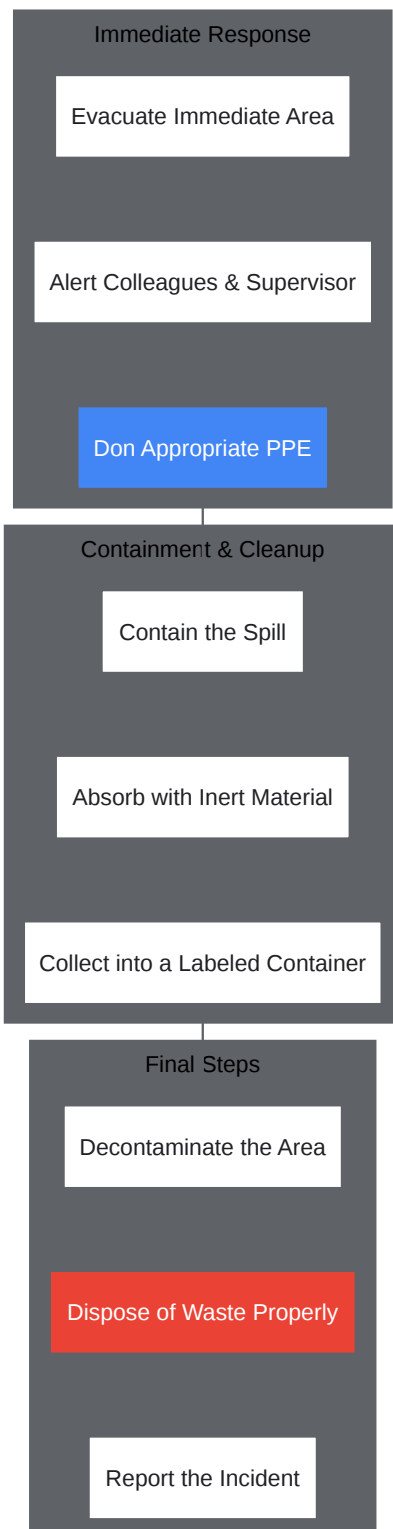 Immediate Response
Evacuate Immediate Area
Alert Colleagues & Supervisor
Don Appropriate PPE
Containment & Cleanup
Contain the Spill
Absorb with Inert Material
Collect into a Labeled Container
Final Steps
Decontaminate the Area
Dispose of Waste Properly
Report the Incident